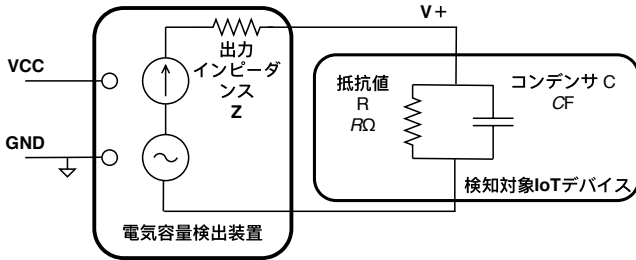 V+
出力
インピーダ
ンス
Z
VCC
GND
電気容量検出装置
抵抗値
R
RΩ
コンデンサ C
CF
検知対象IoTデバイス